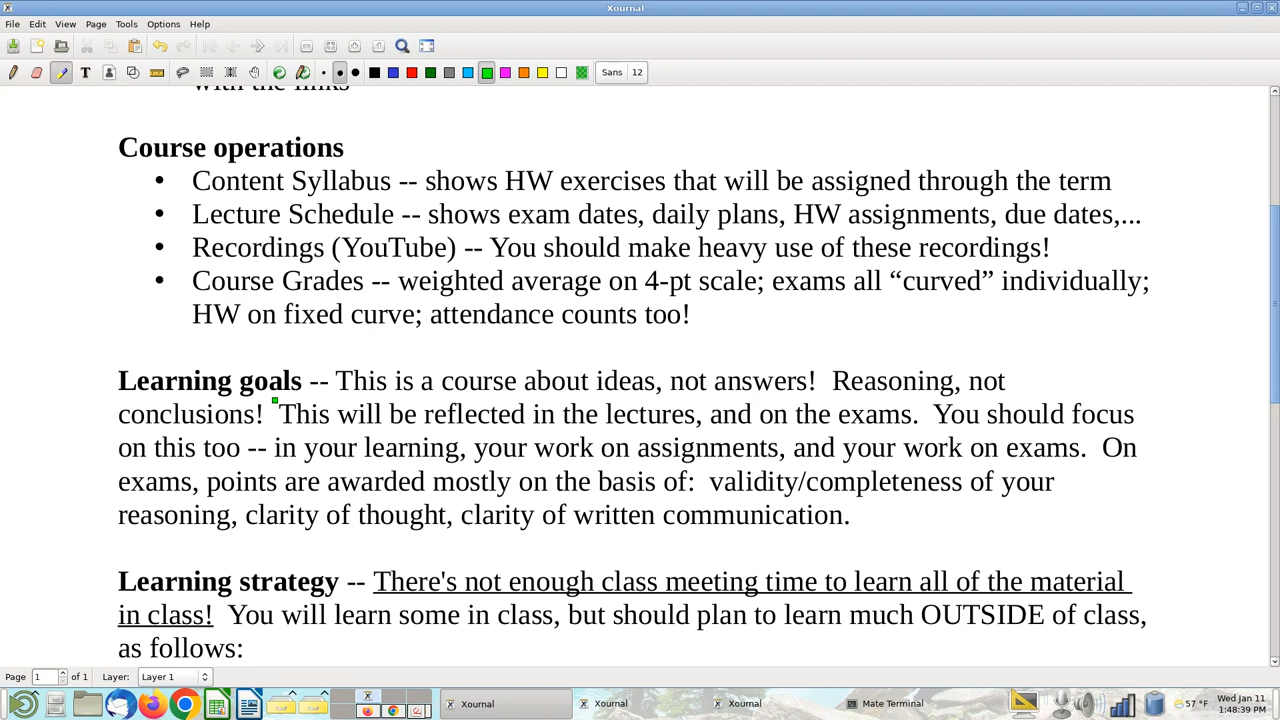 Xournal
File Edit View Page Tools Options Help
Sans 12
with the links
Course operations
• Content Syllabus -- shows HW exercises that will be assigned through the term
• Lecture Schedule -- shows exam dates, daily plans, HW assignments, due dates,...
• Recordings (YouTube) -- You should make heavy use of these recordings!
• Course Grades -- weighted average on 4-pt scale; exams all “curved” individually;
HW on fixed curve; attendance counts too!
Learning goals -- This is a course about ideas, not answers!  Reasoning, not
conclusions!  This will be reflected in the lectures, and on the exams.  You should focus
on this too -- in your learning, your work on assignments, and your work on exams.  On
exams, points are awarded mostly on the basis of:  validity/completeness of your
reasoning, clarity of thought, clarity of written communication.
Learning strategy -- There's not enough class meeting time to learn all of the material
in class!  You will learn some in class, but should plan to learn much OUTSIDE of class,
as follows:
Page 1 of 1 Layer: Layer 1
Xournal Xournal Xournal Mate Terminal 57 °F Wed Jan 11
1:48:39 PM